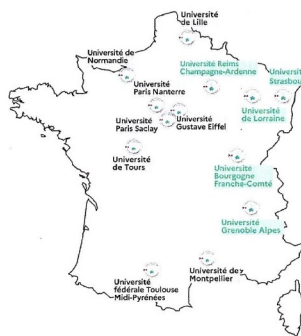 Université
de Lille
Université de
Normandie
Université Reims
Champagne-Ardenne
Université
Strasbou
Université
Paris Nanterre
Université
de Lorraine
Université
Paris Saclay
Université
Gustave Eiffel
Université
de Tours
Université
Bourgogne
Franche-Comté
Université
Grenoble Alpes
Université
fédérale Toulouse
Midi-Pyrénées
Université de
Montpellier